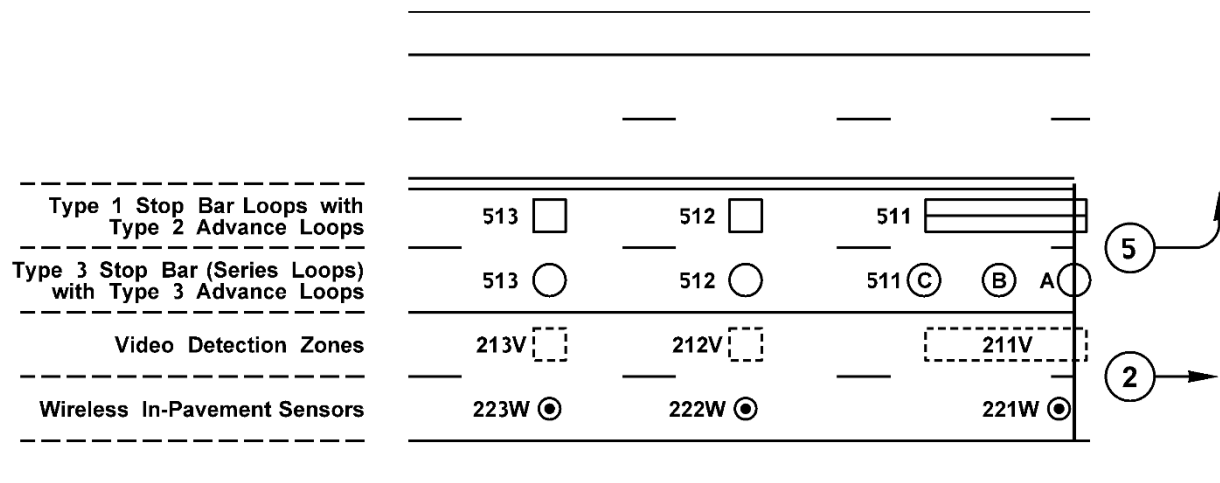 Type 1 Stop Bar Loops with
Type 2 Advance Loops
513
512
511
5
Type 3 Stop Bar (Series Loops)
with Type 3 Advance Loops
513
512
511 C B A
Video Detection Zones
213V
212V
211V
2
Wireless In-Pavement Sensors
223W
222W
221W